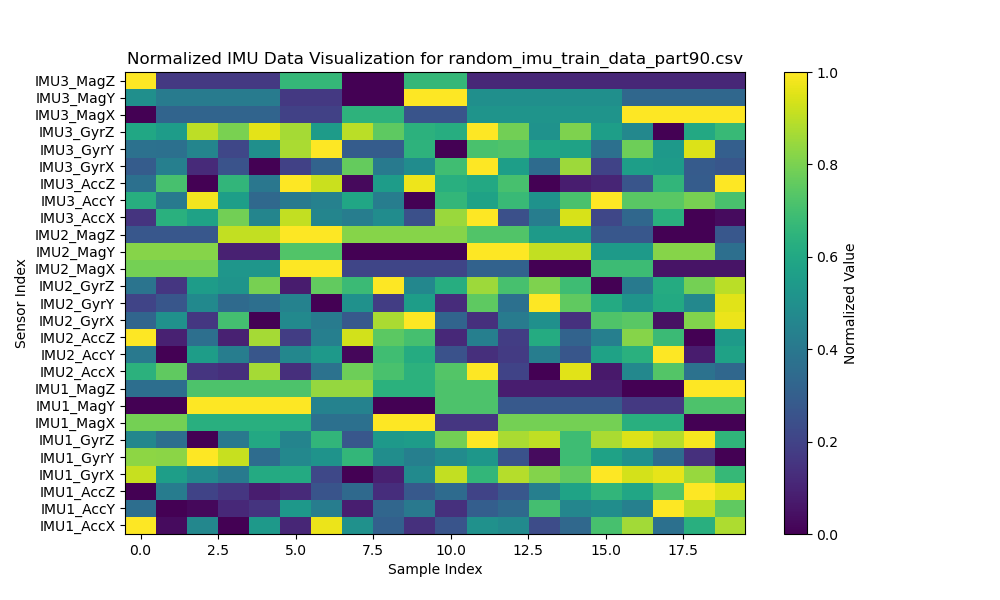 Normalized IMU Data Visualization for random_imu_train_data_part90.csv
IMU3_MagZ
IMU3_MagY
IMU3_MagX
IMU3_GyrZ
IMU3_GyrY
IMU3_GyrX
IMU3_AccZ
IMU3_AccY
IMU3_AccX
IMU2_MagZ
IMU2_MagY
IMU2_MagX
IMU2_GyrZ
IMU2_GyrY
IMU2_GyrX
IMU2_AccZ
IMU2_AccY
IMU2_AccX
IMU1_MagZ
IMU1_MagY
IMU1_MagX
IMU1_GyrZ
IMU1_GyrY
IMU1_GyrX
IMU1_AccZ
IMU1_AccY
IMU1_AccX
Sensor Index
0.0 2.5 5.0 7.5 10.0 12.5 15.0 17.5
Sample Index
1.0
0.8
0.6
0.4
0.2
0.0
Normalized Value